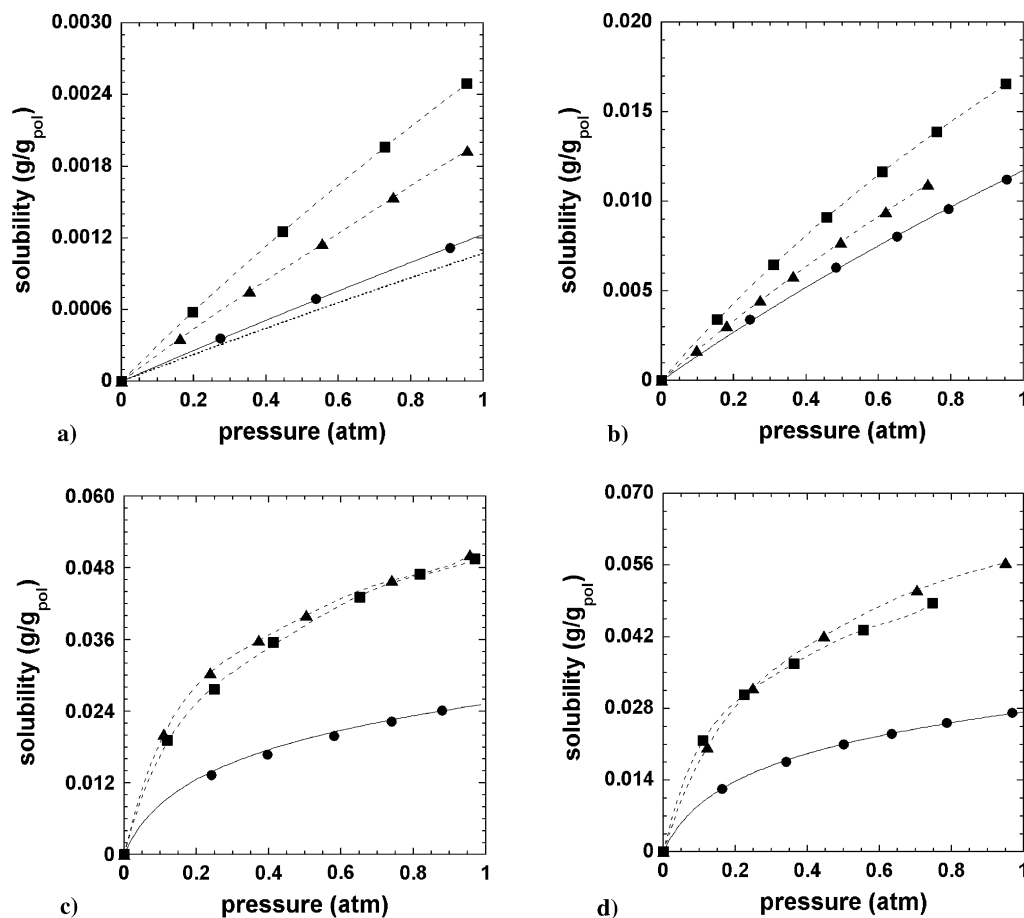 0.0030
0.0024
0.0018
0.0012
0.0006
0
solubility (g/g_pol)
0 0.2 0.4 0.6 0.8 1
pressure (atm)
a)
0.020
0.015
0.010
0.005
0
solubility (g/g_pol)
0 0.2 0.4 0.6 0.8 1
pressure (atm)
b)
0.060
0.048
0.036
0.024
0.012
0
solubility (g/g_pol)
0 0.2 0.4 0.6 0.8 1
pressure (atm)
c)
0.070
0.056
0.042
0.028
0.014
0
solubility (g/g_pol)
0 0.2 0.4 0.6 0.8 1
pressure (atm)
d)